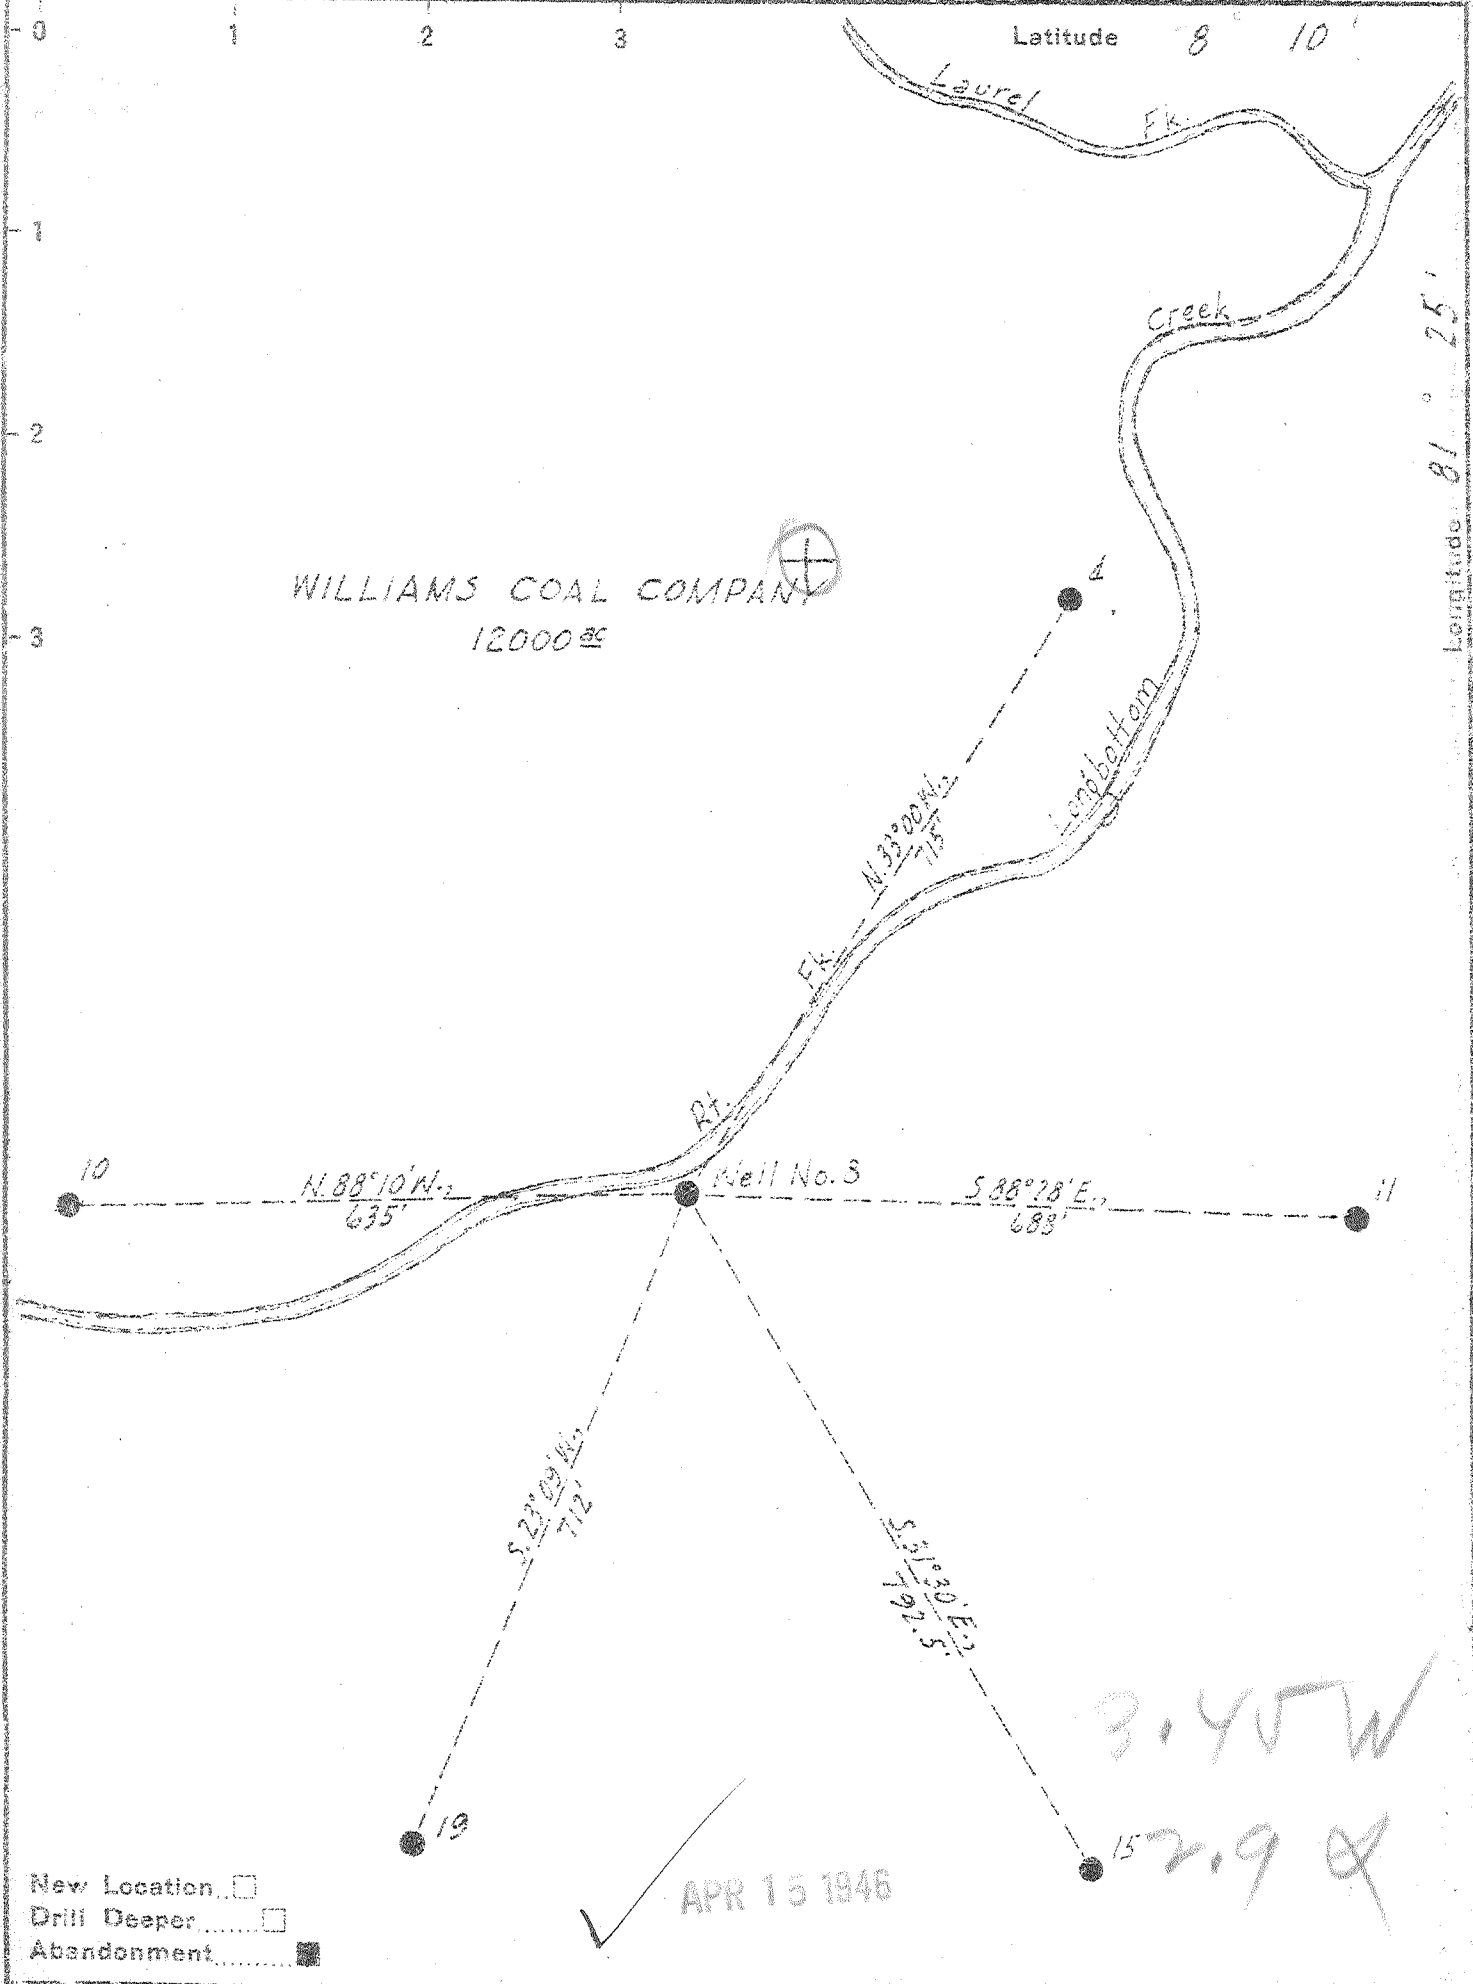 0 1 2 3 Latitude 8° 10'
Laurel Fk.
1
Creek
Longitude 81° 25'
2
4
WILLIAMS COAL COMPANY
12000 ac
3
Longbottom
N. 33°00' W.,
715'
Fk.
Rt.
10
N. 88°10' W.,
635'
Well No. 3
S 88°28' E.,
688'
11
S. 23°09' W.,
712'
S. 31°30' E.,
792.5'
3.45 W
19
15
2.9
New Location
Drill Deeper
Abandonment
APR 15 1946